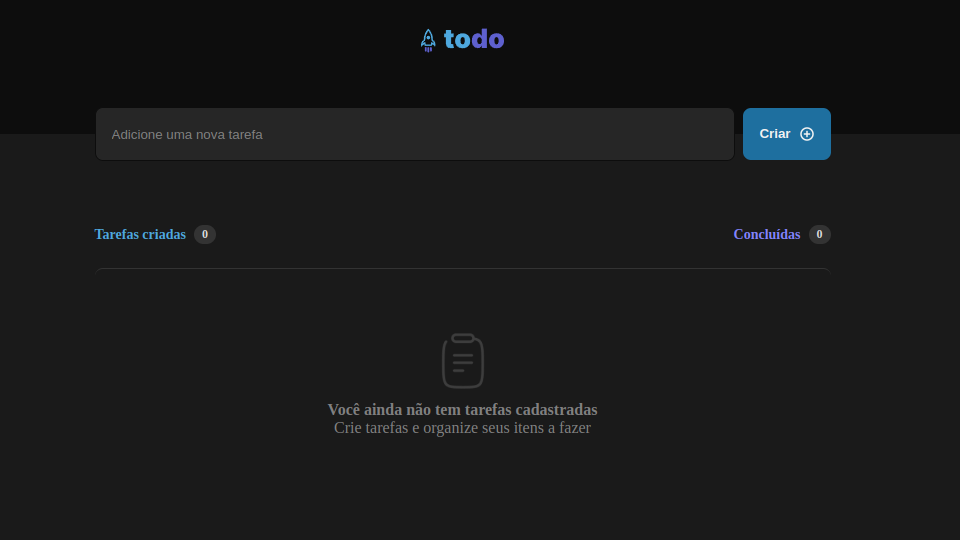 todo
Adicione uma nova tarefa
Criar
Tarefas criadas 0
Concluídas 0
Você ainda não tem tarefas cadastradas
Crie tarefas e organize seus itens a fazer